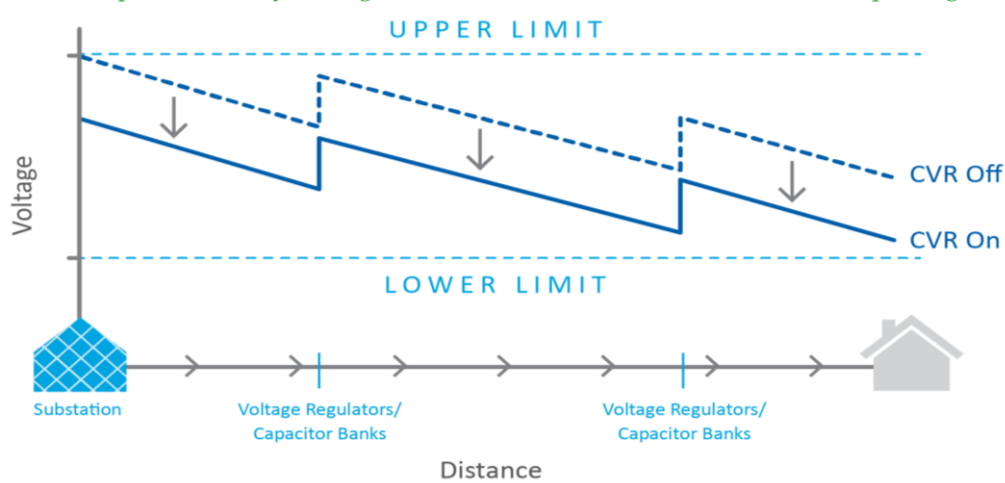 UPPER LIMIT
Voltage
CVR Off
CVR On
LOWER LIMIT
Substation
Voltage Regulators/
Capacitor Banks
Voltage Regulators/
Capacitor Banks
Distance